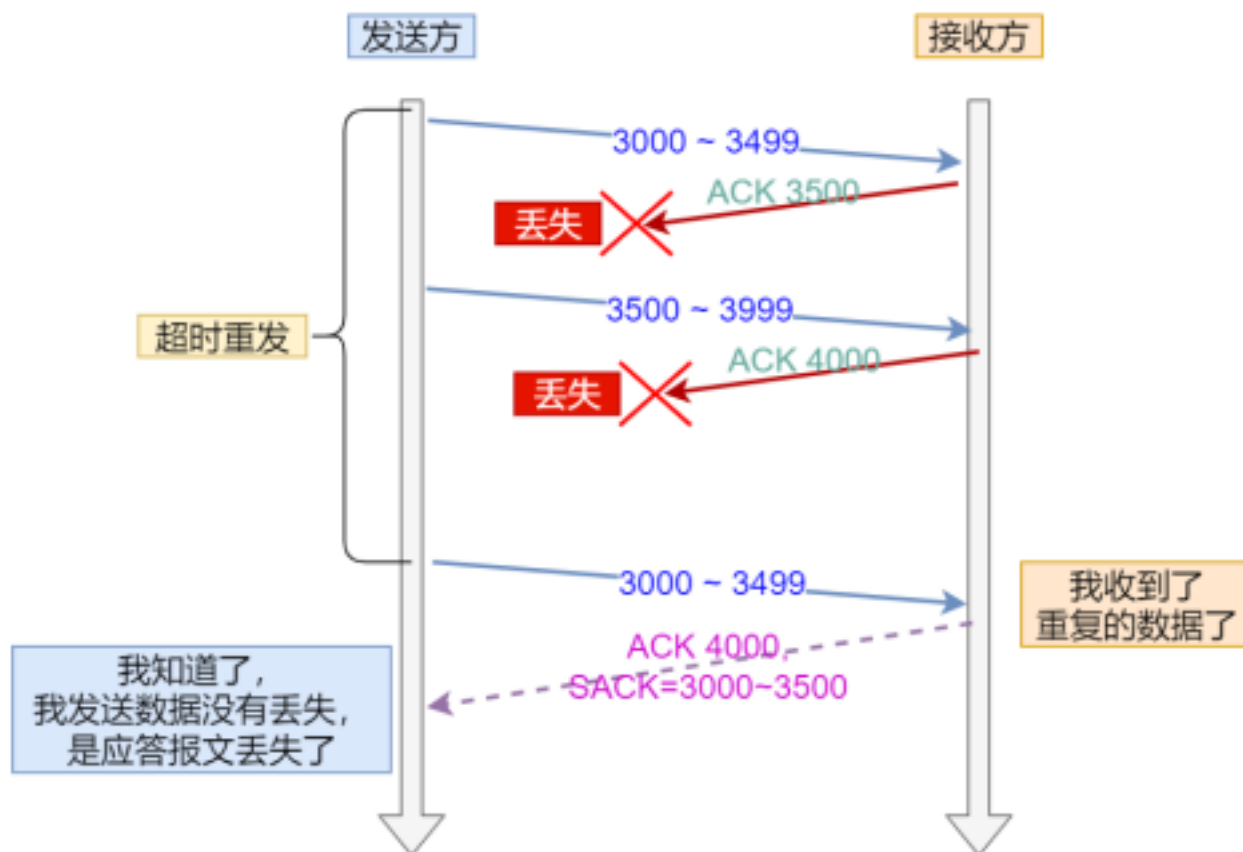 发送方
接收方
3000 ~ 3499
ACK 3500
丢失
3500 ~ 3999
超时重发
ACK 4000
丢失
3000 ~ 3499
我收到了
重复的数据了
ACK 4000,
SACK=3000~3500
我知道了，
我发送数据没有丢失，
是应答报文丢失了